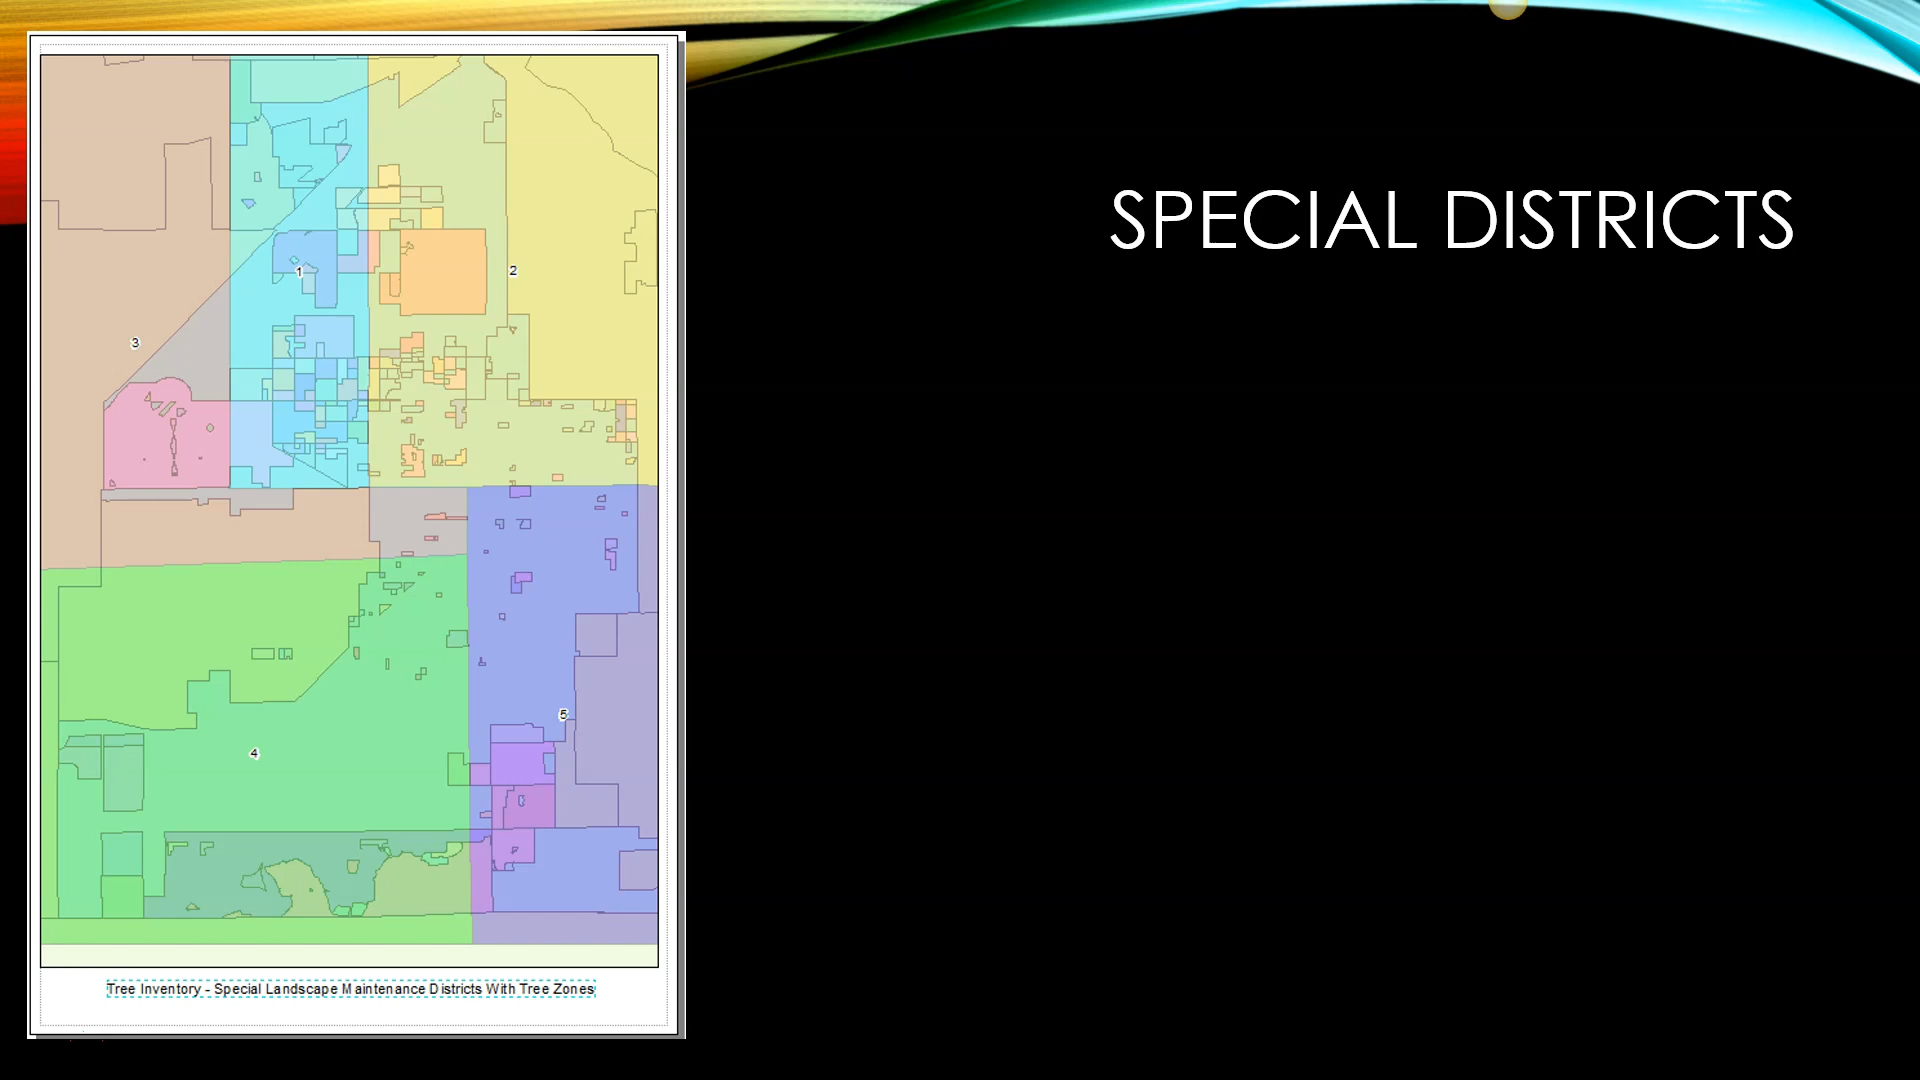 SPECIAL DISTRICTS
1
2
3
5
4
Tree Inventory - Special Landscape Maintenance Districts With Tree Zones